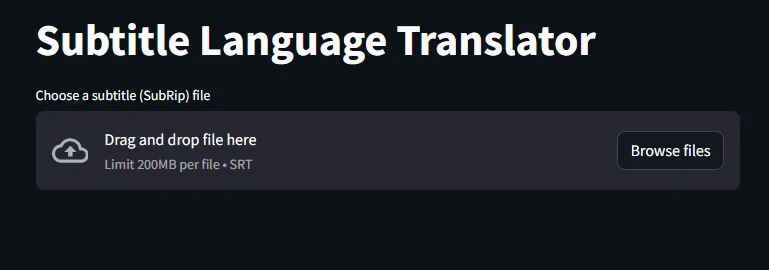 Subtitle Language Translator
Choose a subtitle (SubRip) file
Drag and drop file here
Limit 200MB per file • SRT
Browse files